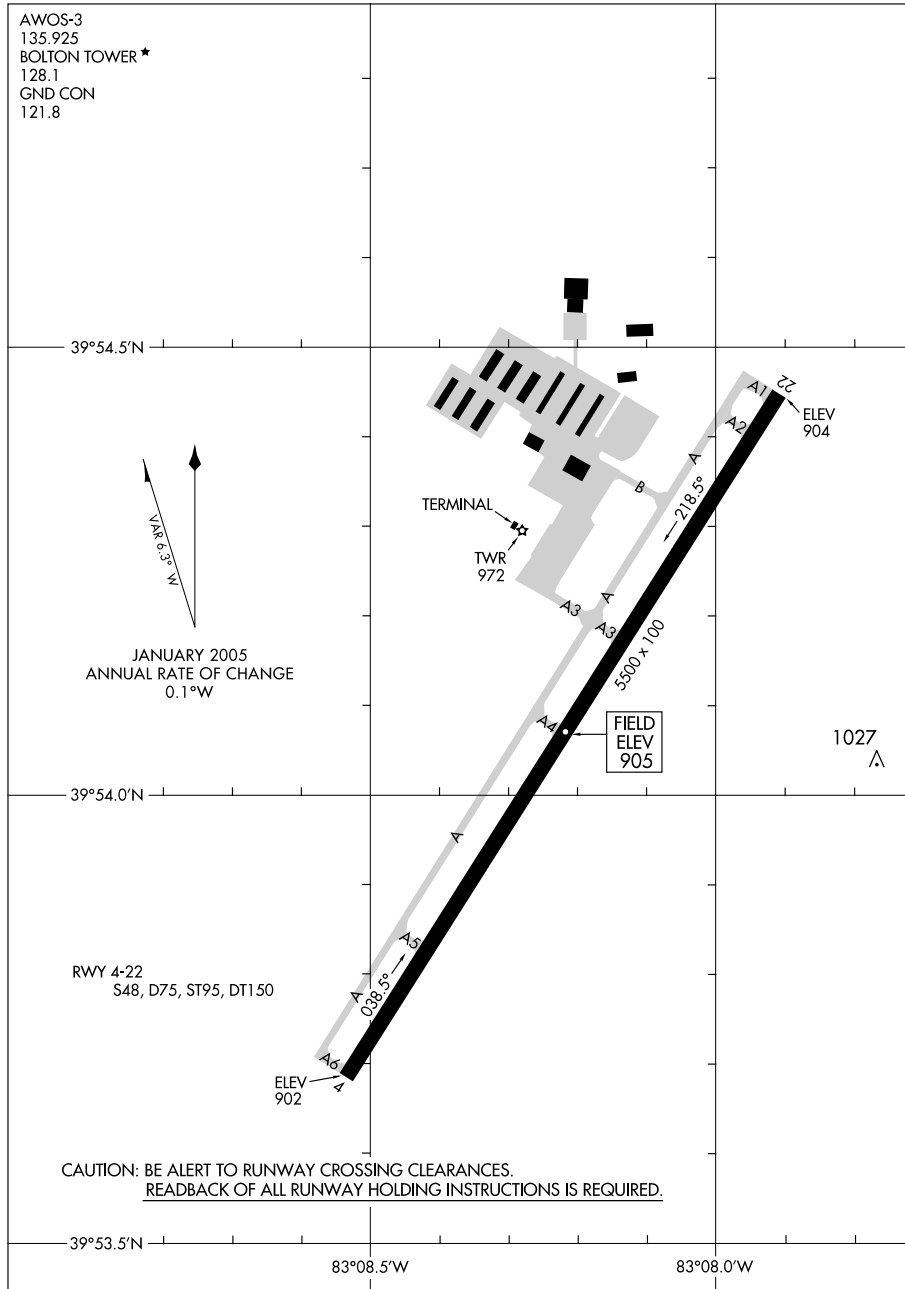 AWOS-3
135.925
BOLTON TOWER ★
128.1
GND CON
121.8
39°54.5'N
22
A1
ELEV
904
A2
A
B
218.5°
TERMINAL
TWR
972
VAR 6.3° W
A
A3
A3
5500 x 100
JANUARY 2005
ANNUAL RATE OF CHANGE
0.1°W
A4
FIELD
ELEV
905
1027
39°54.0'N
A
A5
RWY 4-22
S48, D75, ST95, DT150
A
038.5°
A6
4
ELEV
902
CAUTION: BE ALERT TO RUNWAY CROSSING CLEARANCES.
READBACK OF ALL RUNWAY HOLDING INSTRUCTIONS IS REQUIRED.
39°53.5'N
83°08.5'W
83°08.0'W